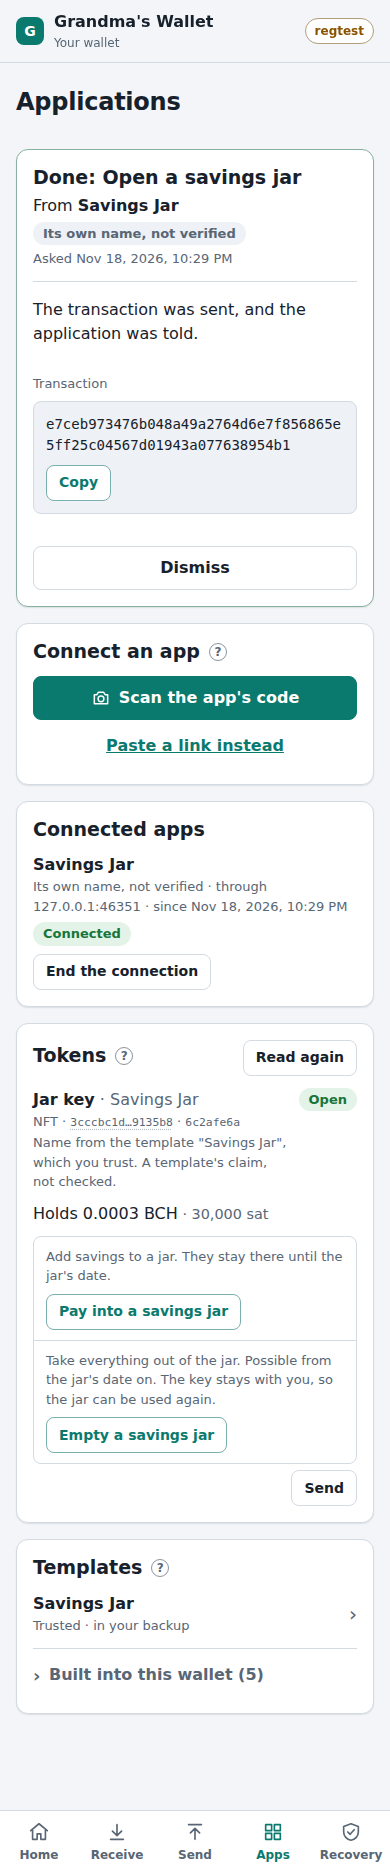 G
Grandma's Wallet
Your wallet
regtest
Applications
Done: Open a savings jar
From Savings Jar
Its own name, not verified
Asked Nov 18, 2026, 10:29 PM
The transaction was sent, and the
application was told.
Transaction
e7ceb973476b048a49a2764d6e7f856865e
5ff25c04567d01943a077638954b1
Copy
Dismiss
Connect an app ?
Scan the app's code
Paste a link instead
Connected apps
Savings Jar
Its own name, not verified · through
127.0.0.1:46351 · since Nov 18, 2026, 10:29 PM
Connected
End the connection
Tokens ?
Read again
Jar key · Savings Jar
Open
NFT · 3cccbc1d…9135b8 · 6c2afe6a
Name from the template "Savings Jar",
which you trust. A template's claim,
not checked.
Holds 0.0003 BCH · 30,000 sat
Add savings to a jar. They stay there until the
jar's date.
Pay into a savings jar
Take everything out of the jar. Possible from
the jar's date on. The key stays with you, so
the jar can be used again.
Empty a savings jar
Send
Templates ?
Savings Jar
Trusted · in your backup
›
› Built into this wallet (5)
Home
Receive
Send
Apps
Recovery